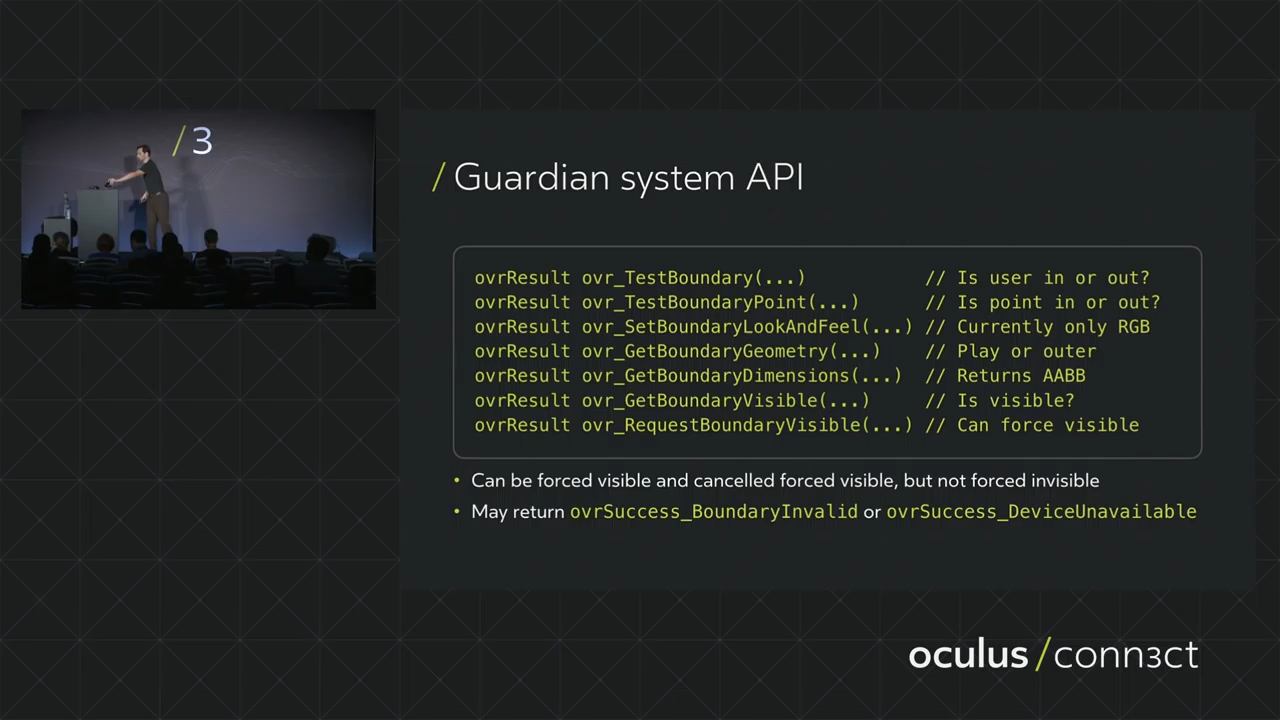 /3
/ Guardian system API
ovrResult ovr_TestBoundary(...) // Is user in or out?
ovrResult ovr_TestBoundaryPoint(...) // Is point in or out?
ovrResult ovr_SetBoundaryLookAndFeel(...) // Currently only RGB
ovrResult ovr_GetBoundaryGeometry(...) // Play or outer
ovrResult ovr_GetBoundaryDimensions(...) // Returns AABB
ovrResult ovr_GetBoundaryVisible(...) // Is visible?
ovrResult ovr_RequestBoundaryVisible(...) // Can force visible
• Can be forced visible and cancelled forced visible, but not forced invisible
• May return ovrSuccess_BoundaryInvalid or ovrSuccess_DeviceUnavailable
oculus /conn3ct